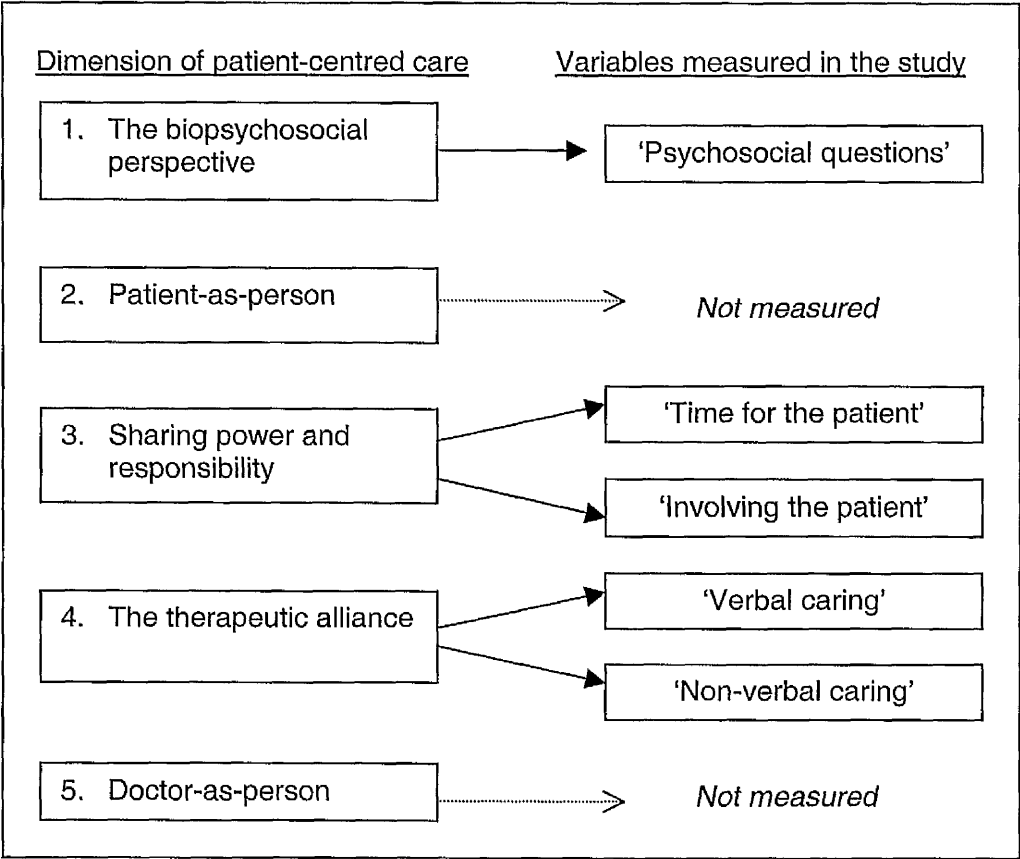 Dimension of patient-centred care
Variables measured in the study
1. The biopsychosocial
perspective
‘Psychosocial questions’
2. Patient-as-person
Not measured
3. Sharing power and
responsibility
‘Time for the patient’
‘Involving the patient’
4. The therapeutic alliance
‘Verbal caring’
‘Non-verbal caring’
5. Doctor-as-person
Not measured